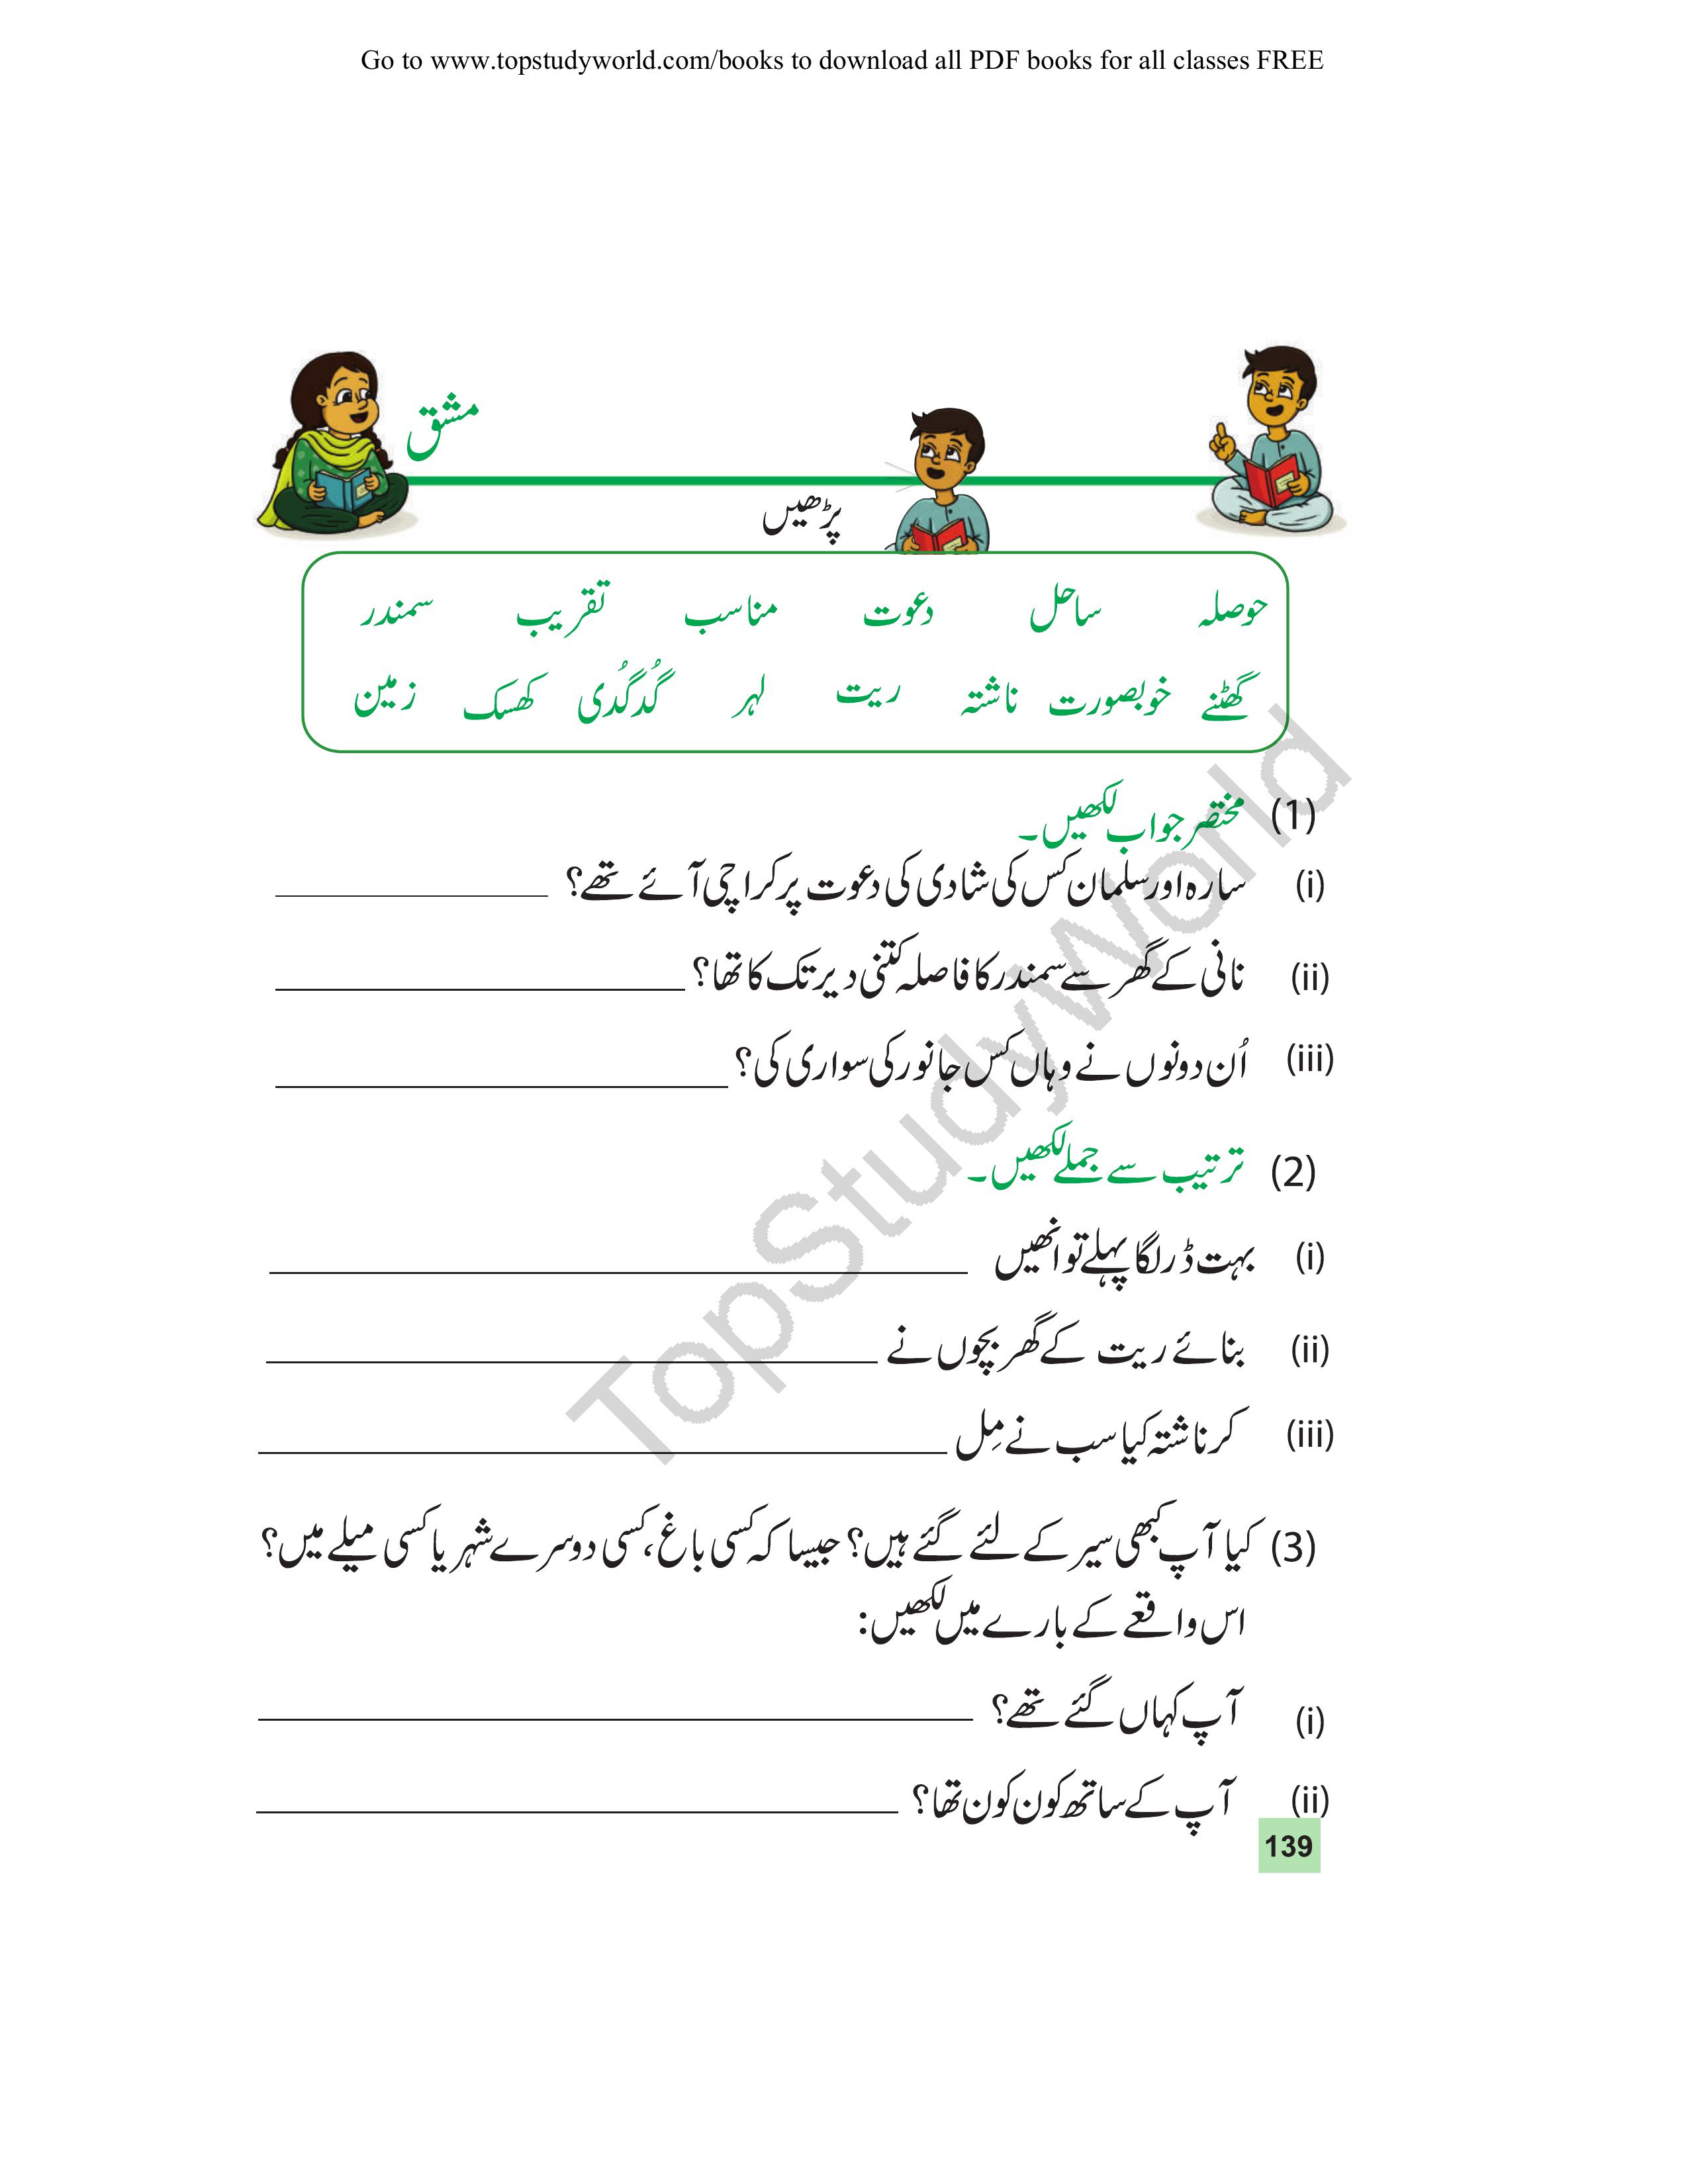 Go to www.topstudyworld.com/books to download all PDF books for all classes FREE
مشق
پڑھیں
حوصلہ ساحل دعوت مناسب تقریب سمندر
گھٹنے خوبصورت ناشتہ ریت لہر گُدگُدی کھسک زمین
(1) مختصر جواب لکھیں۔
(i) سارہ اور سلمان کس کی شادی کی دعوت پر کراچی آئے تھے؟ ____________
(ii) نانی کے گھر سے سمندر کا فاصلہ کتنی دیر تک کا تھا؟ ____________
(iii) اُن دونوں نے وہاں کس جانور کی سواری کی؟ ____________
(2) ترتیب سے جملے لکھیں۔
(i) بہت ڈر لگا پہلے تو انھیں ____________
(ii) بنائے ریت کے گھر بچوں نے ____________
(iii) کر ناشتہ کیا سب نے مِل ____________
(3) کیا آپ کبھی سیر کے لئے گئے ہیں؟ جیسا کہ کسی باغ، کسی دوسرے شہر یا کسی میلے میں؟
اس واقعے کے بارے میں لکھیں:
(i) آپ کہاں گئے تھے؟ ____________
(ii) آپ کے ساتھ کون کون تھا؟ ____________
139
TopStudyWorld